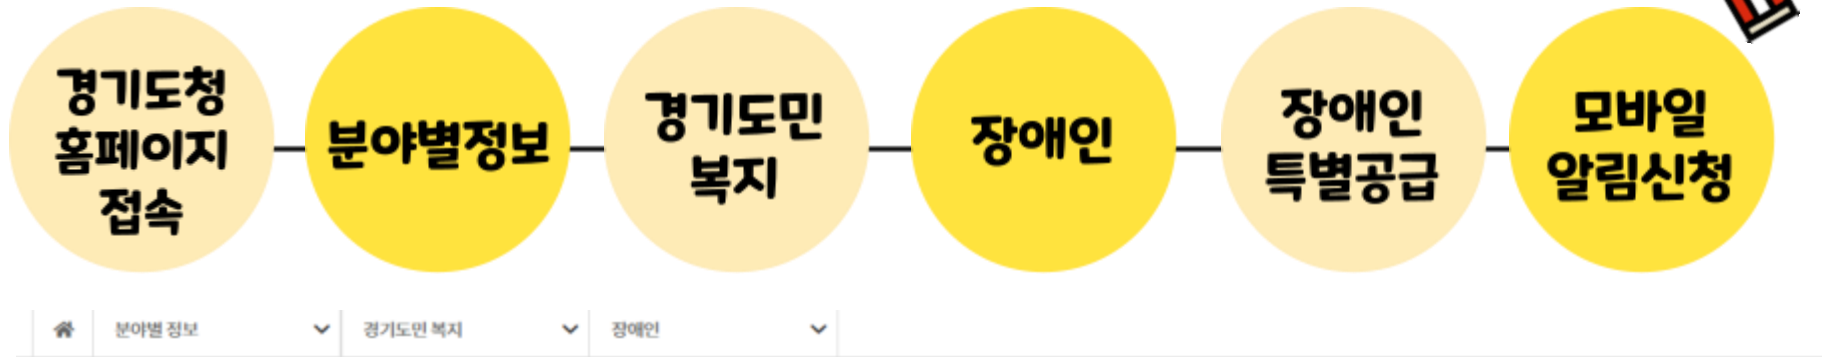 경기도청
홈페이지
접속
분야별정보
경기도민
복지
장애인
장애인
특별공급
모바일
알림신청
분야별 정보
경기도민 복지
장애인